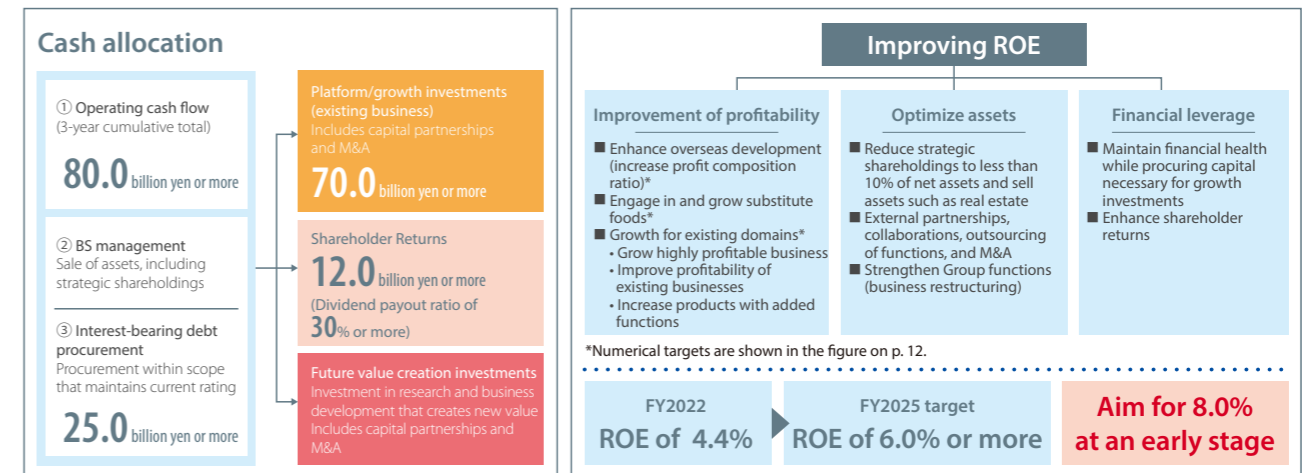 Cash allocation
① Operating cash flow
(3-year cumulative total)
80.0 billion yen or more
② BS management
Sale of assets, including
strategic shareholdings
③ Interest-bearing debt
procurement
Procurement within scope
that maintains current rating
25.0 billion yen or more
Platform/growth investments
(existing business)
Includes capital partnerships
and M&A
70.0 billion yen or more
Shareholder Returns
12.0 billion yen or more
(Dividend payout ratio of
30% or more)
Future value creation investments
Investment in research and business
development that creates new value
Includes capital partnerships and
M&A
Improving ROE
Improvement of profitability
■ Enhance overseas development
(increase profit composition
ratio)*
■ Engage in and grow substitute
foods*
■ Growth for existing domains*
• Grow highly profitable business
• Improve profitability of
existing businesses
• Increase products with added
functions
Optimize assets
■ Reduce strategic
shareholdings to less than
10% of net assets and sell
assets such as real estate
■ External partnerships,
collaborations, outsourcing
of functions, and M&A
■ Strengthen Group functions
(business restructuring)
Financial leverage
■ Maintain financial health
while procuring capital
necessary for growth
investments
■ Enhance shareholder
returns
*Numerical targets are shown in the figure on p. 12.
FY2022
ROE of 4.4%
FY2025 target
ROE of 6.0% or more
Aim for 8.0%
at an early stage